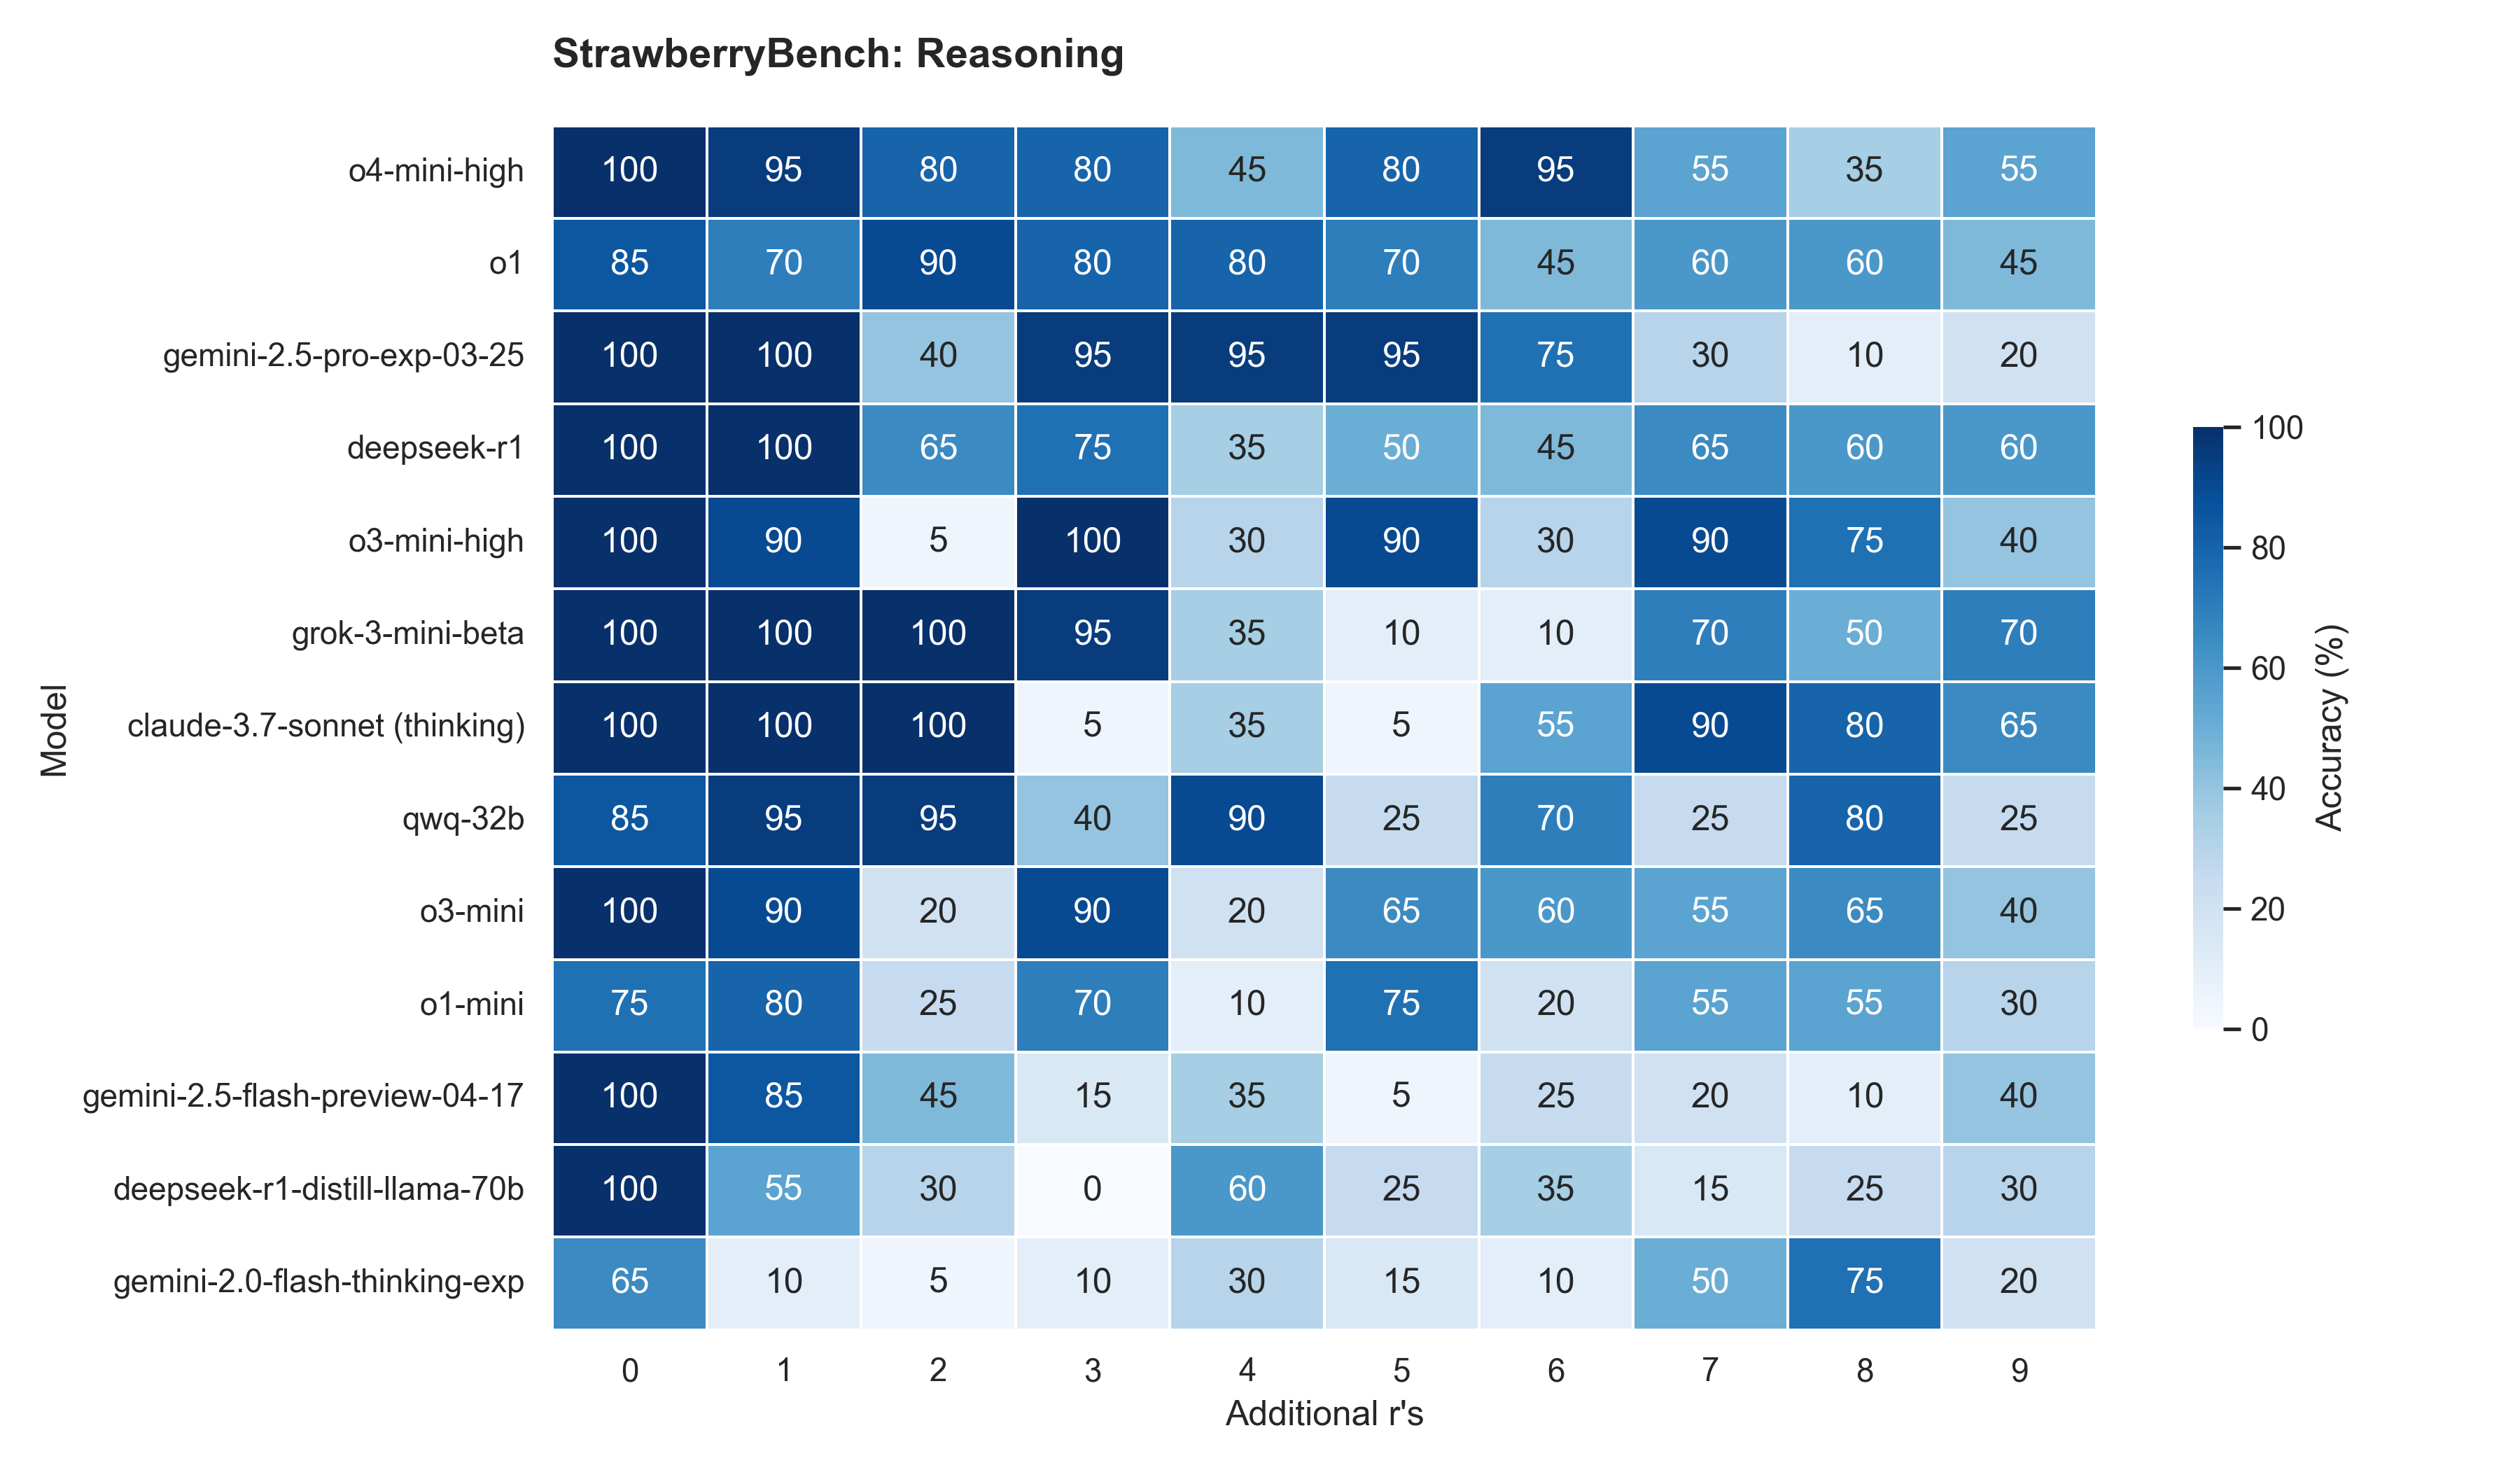 StrawberryBench: Reasoning
o4-mini-high 100 95 80 80 45 80 95 55 35 55
o1 85 70 90 80 80 70 45 60 60 45
gemini-2.5-pro-exp-03-25 100 100 40 95 95 95 75 30 10 20
deepseek-r1 100 100 65 75 35 50 45 65 60 60
o3-mini-high 100 90 5 100 30 90 30 90 75 40
grok-3-mini-beta 100 100 100 95 35 10 10 70 50 70
claude-3.7-sonnet (thinking) 100 100 100 5 35 5 55 90 80 65
qwq-32b 85 95 95 40 90 25 70 25 80 25
o3-mini 100 90 20 90 20 65 60 55 65 40
o1-mini 75 80 25 70 10 75 20 55 55 30
gemini-2.5-flash-preview-04-17 100 85 45 15 35 5 25 20 10 40
deepseek-r1-distill-llama-70b 100 55 30 0 60 25 35 15 25 30
gemini-2.0-flash-thinking-exp 65 10 5 10 30 15 10 50 75 20
0 1 2 3 4 5 6 7 8 9
Additional r's
Model
100
80
60
40
20
0
Accuracy (%)